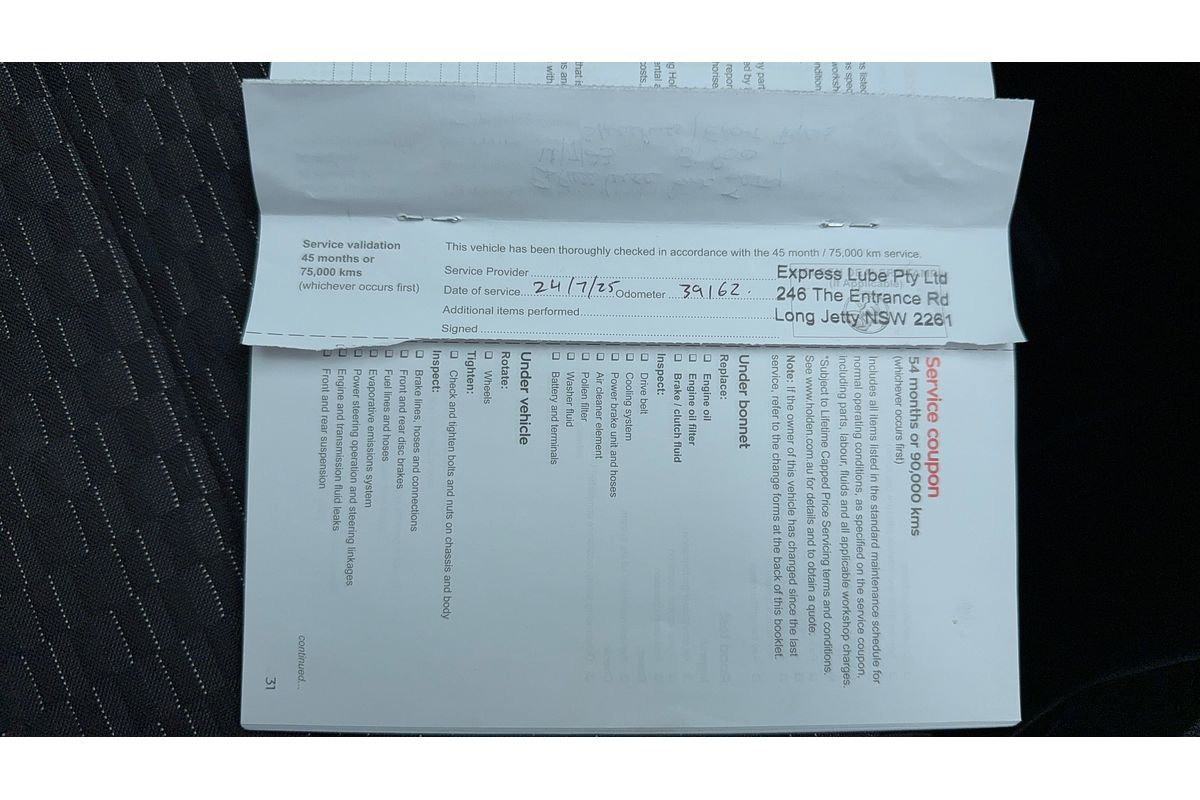 Service validation
45 months or
75,000 kms
(whichever occurs first)
This vehicle has been thoroughly checked in accordance with the 45 month / 75,000 km service.
Service Provider
Date of service 24/7/25 Odometer 39162.
Additional items performed
Signed
Express Lube Pty Ltd
246 The Entrance Rd
Long Jetty NSW 2261
Service coupon
54 months or 90,000 kms
(whichever occurs first)
Includes all items listed in the standard maintenance schedule for
normal operating conditions, as specified on the service coupon,
including parts, labour, fluids and all applicable workshop charges.
*Subject to Lifetime Capped Price Servicing terms and conditions.
See www.holden.com.au for details and to obtain a quote.
Note: If the owner of this vehicle has changed since the last
service, refer to the change forms at the back of this booklet.
Under bonnet
Replace:
Engine oil
Engine oil filter
Brake / clutch fluid
Inspect:
Drive belt
Cooling system
Power brake unit and hoses
Air cleaner element
Pollen filter
Washer fluid
Battery and terminals
Under vehicle
Rotate:
Wheels
Tighten:
Check and tighten bolts and nuts on chassis and body
Inspect:
Brake lines, hoses and connections
Front and rear disc brakes
Fuel lines and hoses
Evaporative emissions system
Power steering operation and steering linkages
Engine and transmission fluid leaks
Front and rear suspension
continued...
31